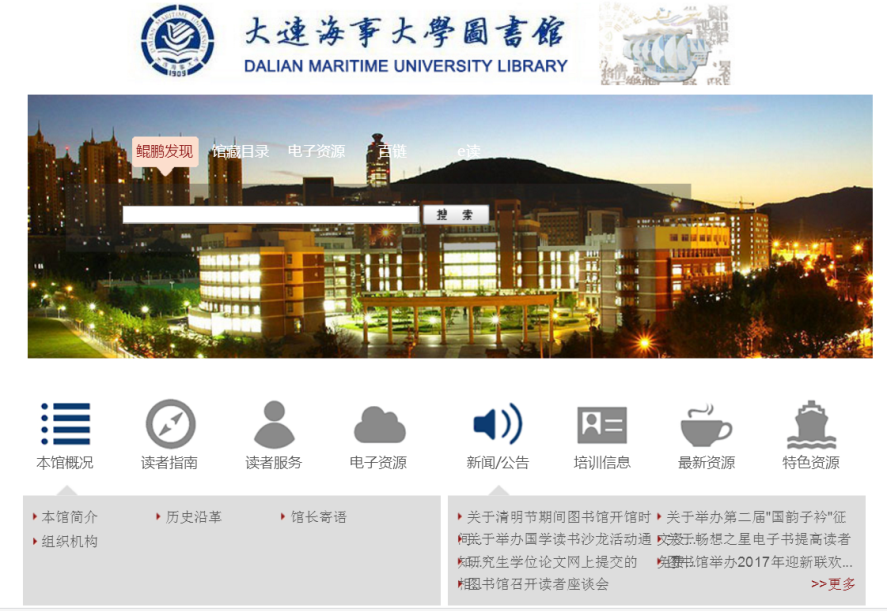 大連海事大學圖書館
DALIAN MARITIME UNIVERSITY LIBRARY
1909
鲲鹏发现 馆藏目录 电子资源 百链 e读
搜 索
本馆概况 读者指南 读者服务 电子资源 新闻/公告 培训信息 最新资源 特色资源
本馆简介 历史沿革 馆长寄语
组织机构
关于清明节期间图书馆开馆时
关于举办国学读书沙龙活动通
研究生学位论文网上提交的
图书馆召开读者座谈会
关于举办第二届"国韵子衿"征
关于畅想之星电子书提高读者
图书馆举办2017年迎新联欢...
>>更多